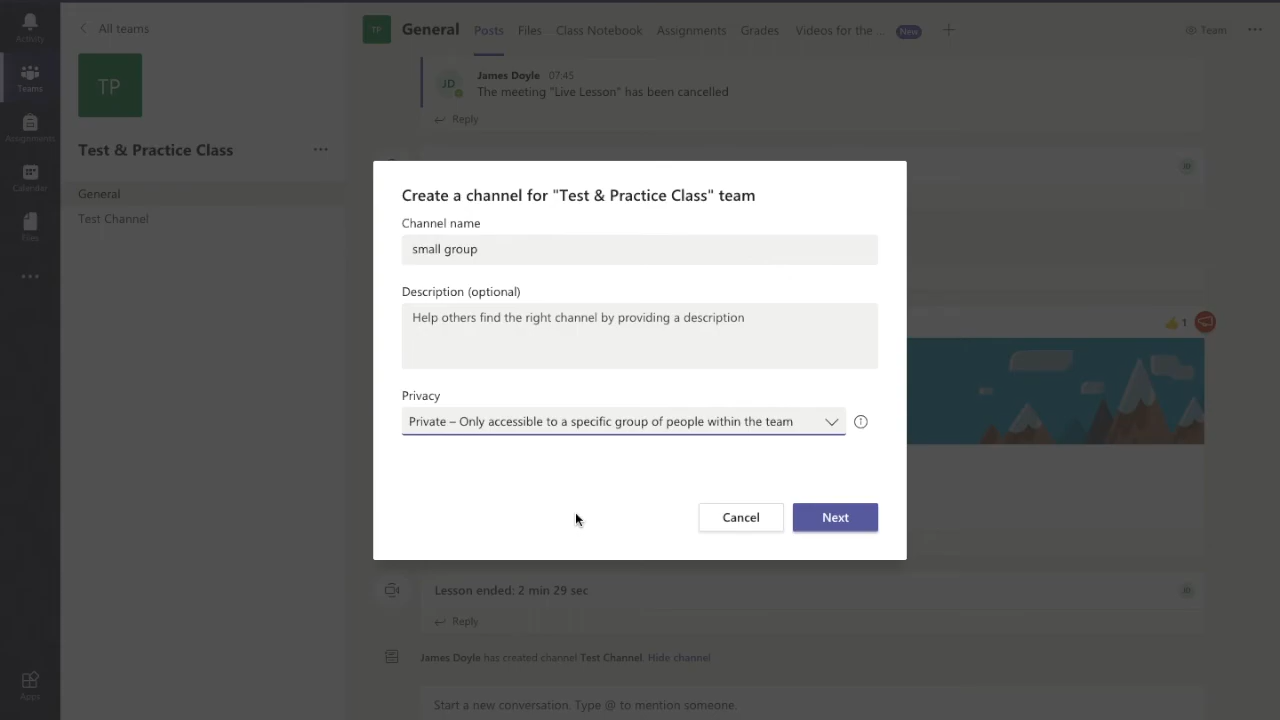 Activity
Teams
Assignments
Calendar
Files
Apps
All teams
TP
Test & Practice Class
General
Test Channel
TP
General
Posts
Files
Class Notebook
Assignments
Grades
Videos for the ...
New
Team
JD
James Doyle 07:45
The meeting "Live Lesson" has been cancelled
Reply
JD
1
Create a channel for "Test & Practice Class" team
Channel name
small group
Description (optional)
Help others find the right channel by providing a description
Privacy
Private – Only accessible to a specific group of people within the team
Cancel
Next
Lesson ended: 2 min 29 sec
JD
Reply
James Doyle has created channel Test Channel. Hide channel
Start a new conversation. Type @ to mention someone.